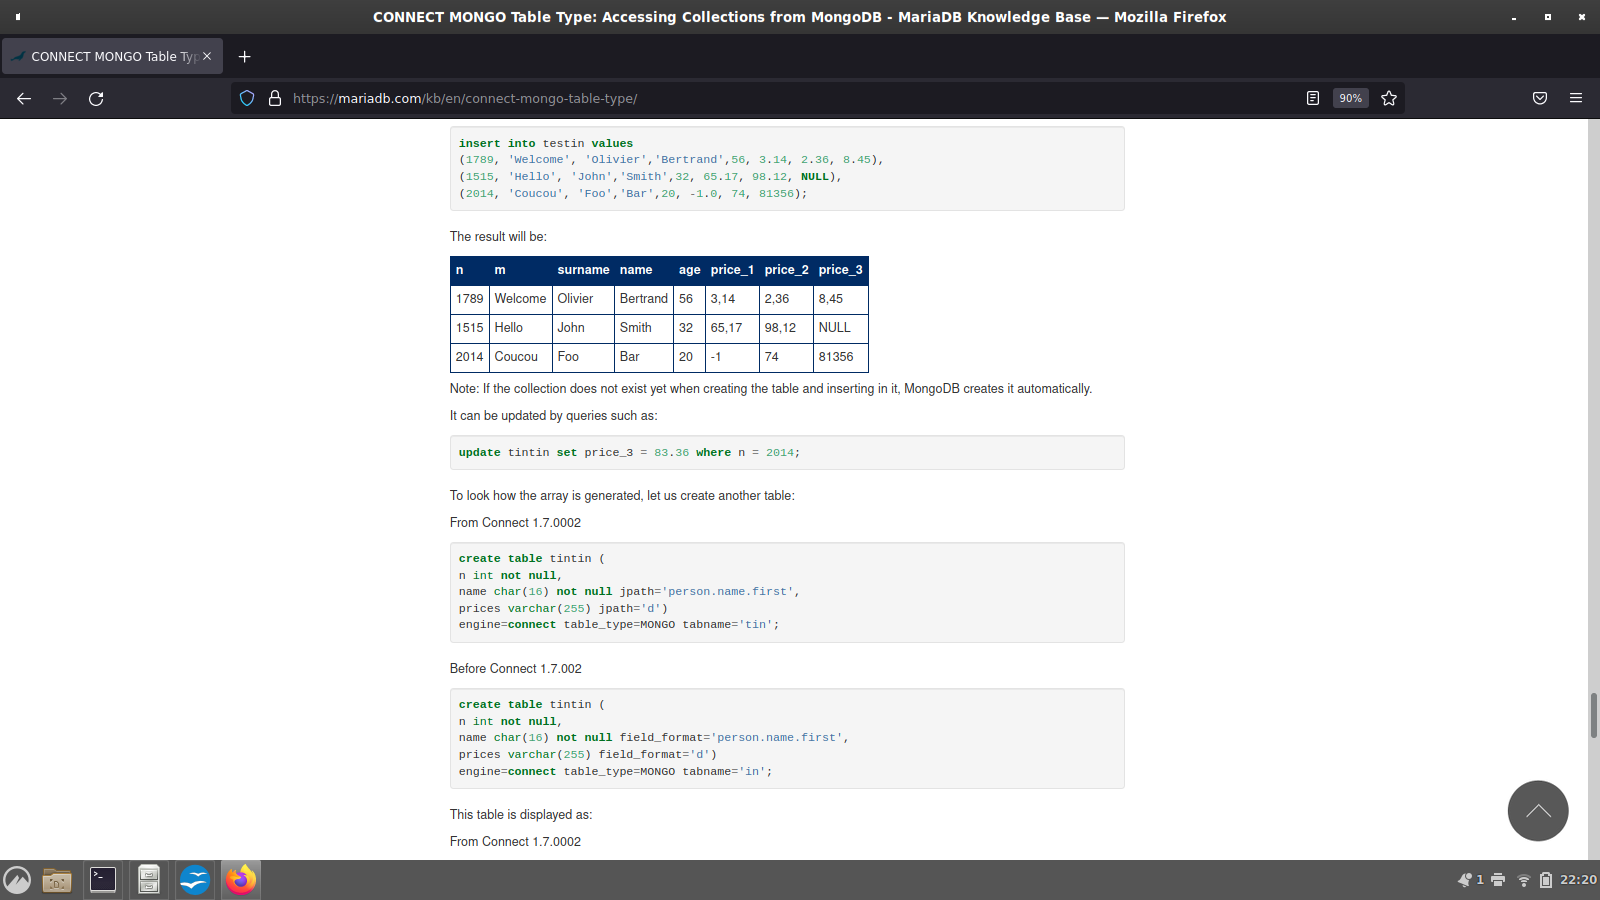 CONNECT MONGO Table Type: Accessing Collections from MongoDB - MariaDB Knowledge Base — Mozilla Firefox
CONNECT MONGO Table Typ
https://mariadb.com/kb/en/connect-mongo-table-type/
90%
insert into testin values
(1789, 'Welcome', 'Olivier','Bertrand',56, 3.14, 2.36, 8.45),
(1515, 'Hello', 'John','Smith',32, 65.17, 98.12, NULL),
(2014, 'Coucou', 'Foo','Bar',20, -1.0, 74, 81356);
The result will be:
n m surname name age price_1 price_2 price_3
1789 Welcome Olivier Bertrand 56 3,14 2,36 8,45
1515 Hello John Smith 32 65,17 98,12 NULL
2014 Coucou Foo Bar 20 -1 74 81356
Note: If the collection does not exist yet when creating the table and inserting in it, MongoDB creates it automatically.
It can be updated by queries such as:
update tintin set price_3 = 83.36 where n = 2014;
To look how the array is generated, let us create another table:
From Connect 1.7.0002
create table tintin (
n int not null,
name char(16) not null jpath='person.name.first',
prices varchar(255) jpath='d')
engine=connect table_type=MONGO tabname='tin';
Before Connect 1.7.002
create table tintin (
n int not null,
name char(16) not null field_format='person.name.first',
prices varchar(255) field_format='d')
engine=connect table_type=MONGO tabname='in';
This table is displayed as:
From Connect 1.7.0002
1
22:20